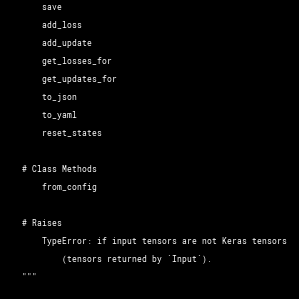 save
add_loss
add_update
get_losses_for
get_updates_for
to_json
to_yaml
reset_states
# Class Methods
from_config
# Raises
TypeError: if input tensors are not Keras tensors
(tensors returned by `Input`).
"""